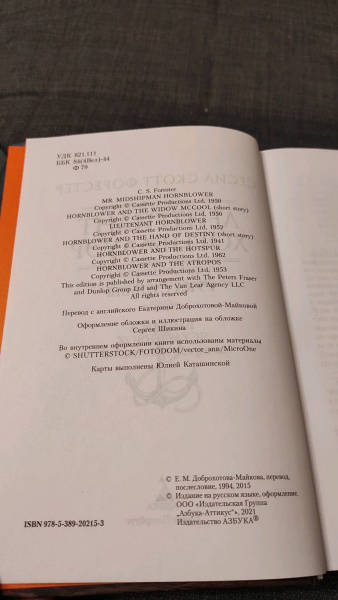 УДК 821.111
ББК 84(4Вел)-44
Ф 79
C. S. Forester
MR. MIDSHIPMAN HORNBLOWER
Copyright © Cassette Productions Ltd, 1950
HORNBLOWER AND THE WIDOW MCCOOL (short story)
Copyright © Cassette Productions Ltd, 1950
LIEUTENANT HORNBLOWER
Copyright © Cassette Productions Ltd, 1952
HORNBLOWER AND THE HAND OF DESTINY (short story)
Copyright © Cassette Productions Ltd, 1941
HORNBLOWER AND THE HOTSPUR
Copyright © Cassette Productions Ltd, 1962
HORNBLOWER AND THE ATROPOS
Copyright © Cassette Productions Ltd, 1953
This edition is published by arrangement with The Peters Fraser
and Dunlop Group Ltd and The Van Lear Agency LLC
All rights reserved
Перевод с английского Екатерины Доброхотовой-Майковой
Оформление обложки и иллюстрация на обложке
Сергея Шикина
Во внутреннем оформлении книги использованы материалы
© SHUTTERSTOCK/FOTODOM/vector_ann/MicroOne
Карты выполнены Юлией Каташинской
© Е. М. Доброхотова-Майкова, перевод,
послесловие, 1994, 2015
© Издание на русском языке, оформление.
ООО «Издательская Группа
„Азбука-Аттикус“», 2021
Издательство АЗБУКА®
ISBN 978-5-389-20215-3